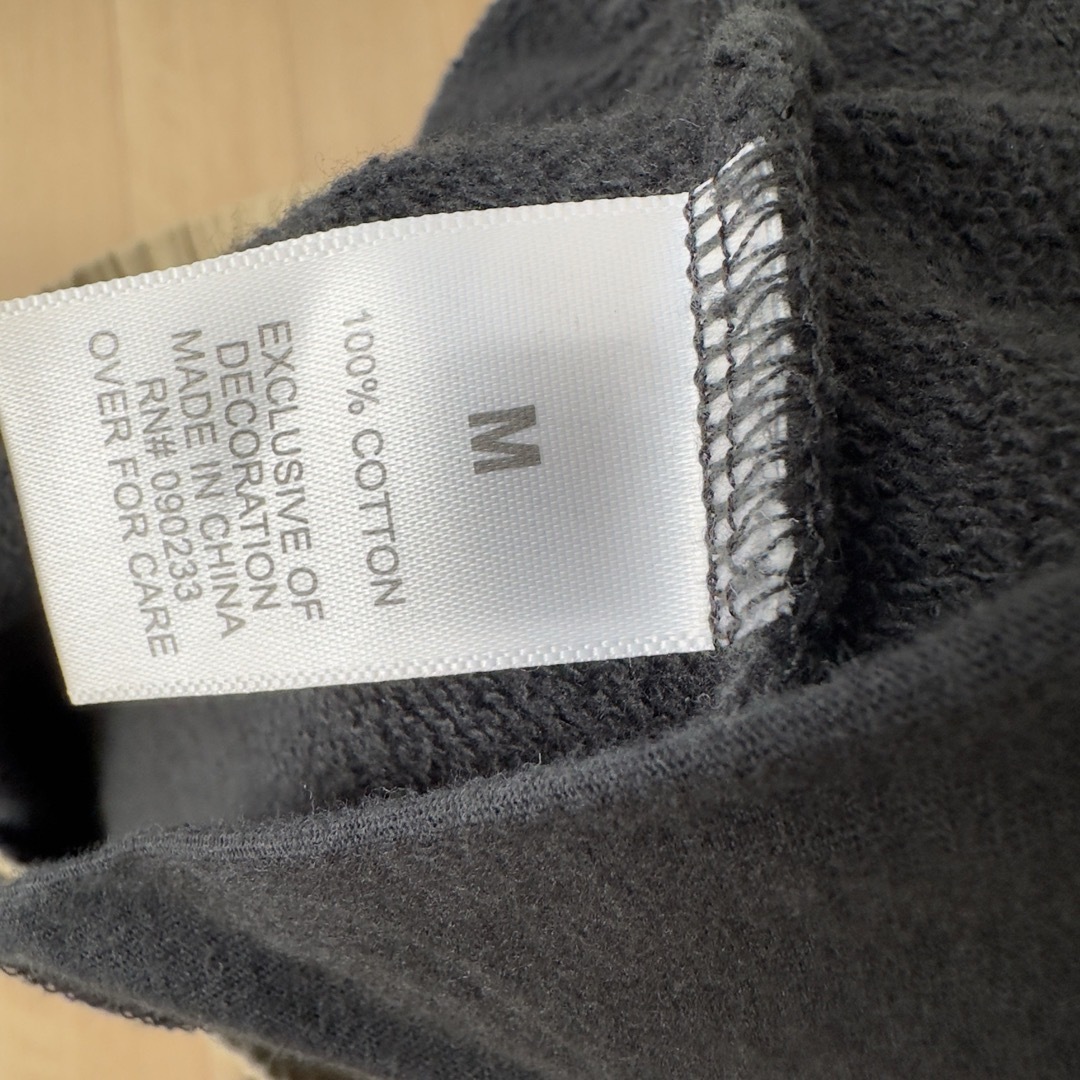 M
100% COTTON
EXCLUSIVE OF
DECORATION
MADE IN CHINA
RN# 090233
OVER FOR CARE